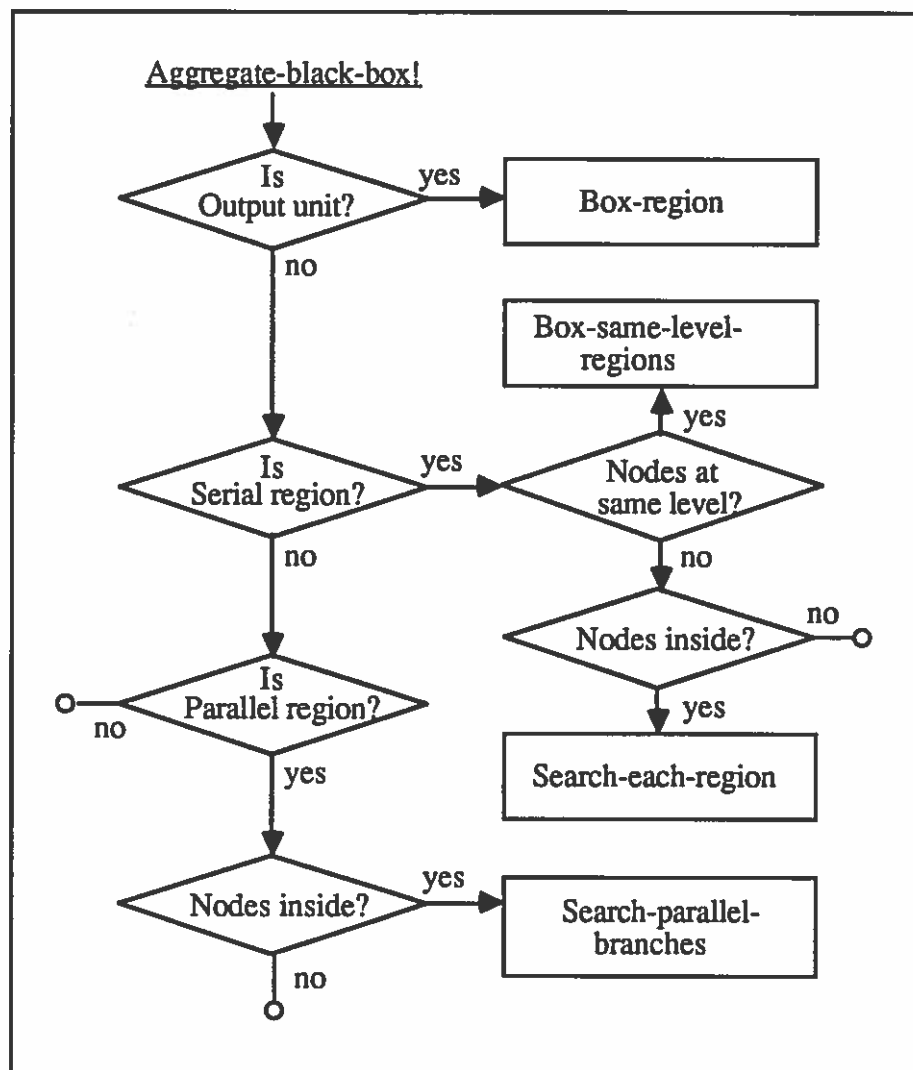 Aggregate-black-box!
Is
Output unit?
yes
Box-region
no
Box-same-level-
regions
yes
Is
Serial region?
yes
Nodes at
same level?
no
no
Nodes inside?
no
yes
Is
Parallel region?
no
yes
Search-each-region
Nodes inside?
yes
Search-parallel-
branches
no